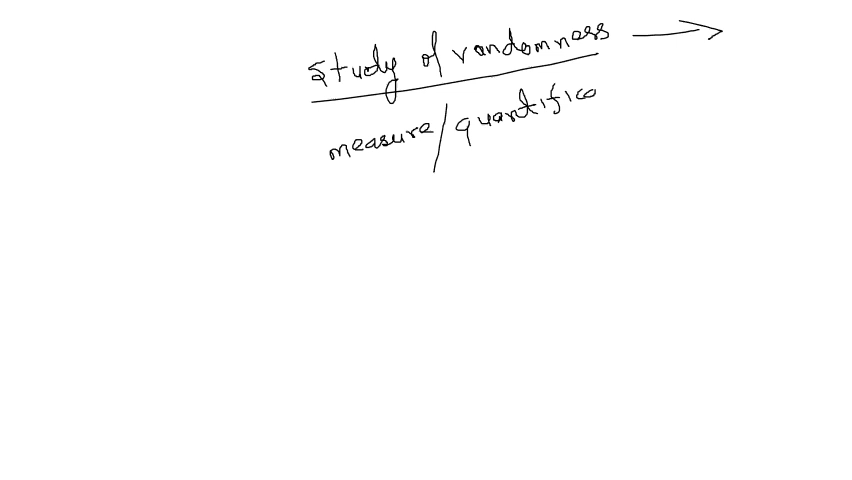 Study of randomness →
measure/quantifica